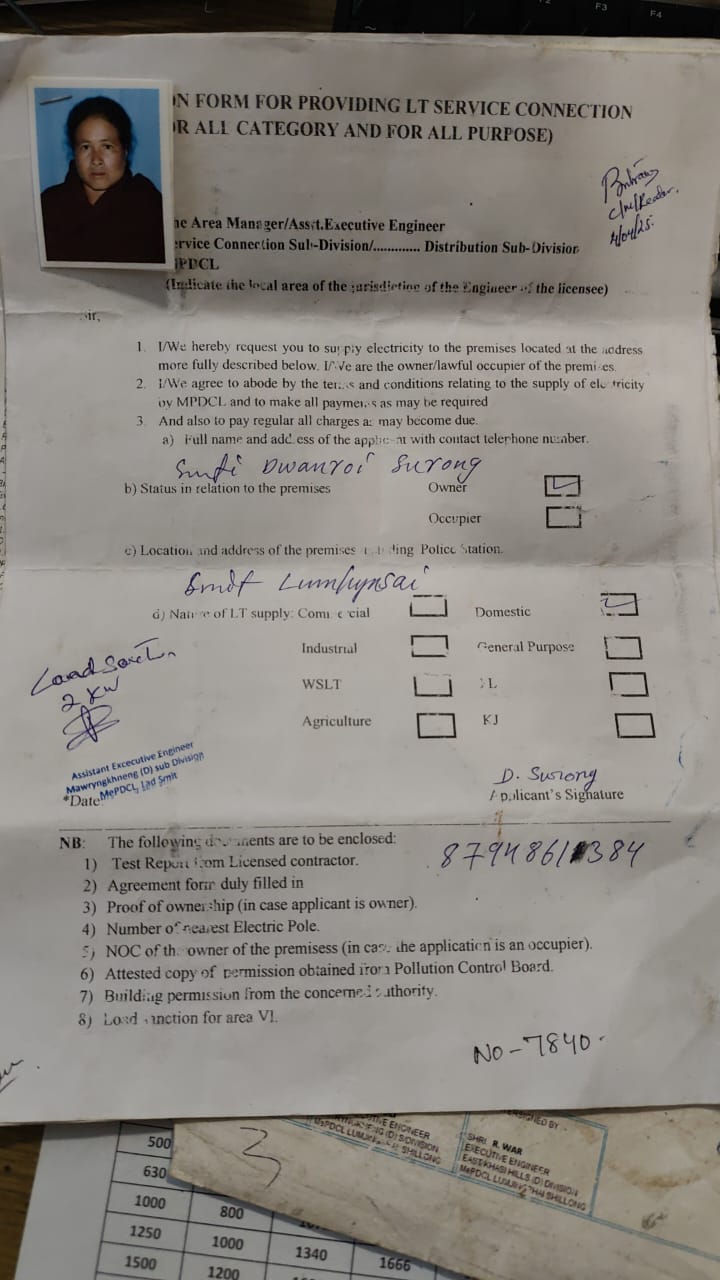 F3 F4
ON FORM FOR PROVIDING LT SERVICE CONNECTION
OR ALL CATEGORY AND FOR ALL PURPOSE)
he Area Manager/Asst.Executive Engineer
ervice Connection Sub-Division/............. Distribution Sub-Division
MPDCL
(Indicate the local area of the jurisdiction of the Engineer of the licensee)
Sir,
1. I/We hereby request you to supply electricity to the premises located at the address
more fully described below. I/We are the owner/lawful occupier of the premises.
2. I/We agree to abode by the terms and conditions relating to the supply of electricity
by MPDCL and to make all payments as may be required
3. And also to pay regular all charges as may become due.
a) Full name and address of the applicant with contact telephone number.
Smti Dwanroi Surong
b) Status in relation to the premises Owner
Occupier
c) Location and address of the premises including Police Station.
Smit
d) Nature of LT supply: Commercial Domestic
Industrial General Purpose
WSLT
Agriculture KJ
2 KW
Assistant Excecutive Engineer
Mawryngkhneng (D) sub Division
MePDCL, Lad Smit
*Date
D. Surong
Applicant's Signature
NB: The following documents are to be enclosed:
1) Test Report from Licensed contractor.
2) Agreement form duly filled in
3) Proof of ownership (in case applicant is owner).
4) Number of nearest Electric Pole.
5) NOC of the owner of the premisess (in case the application is an occupier).
6) Attested copy of permission obtained from Pollution Control Board.
7) Building permission from the concerned authority.
8) Load sanction for area VI.
NO-7840.
3
SHRI R. WAR
EXECUTIVE ENGINEER
EAST KHASI HILLS (D) DIVISION
MePDCL SHILLONG
500
630
1000 800
1250 1000 1340 1666
1500 1200